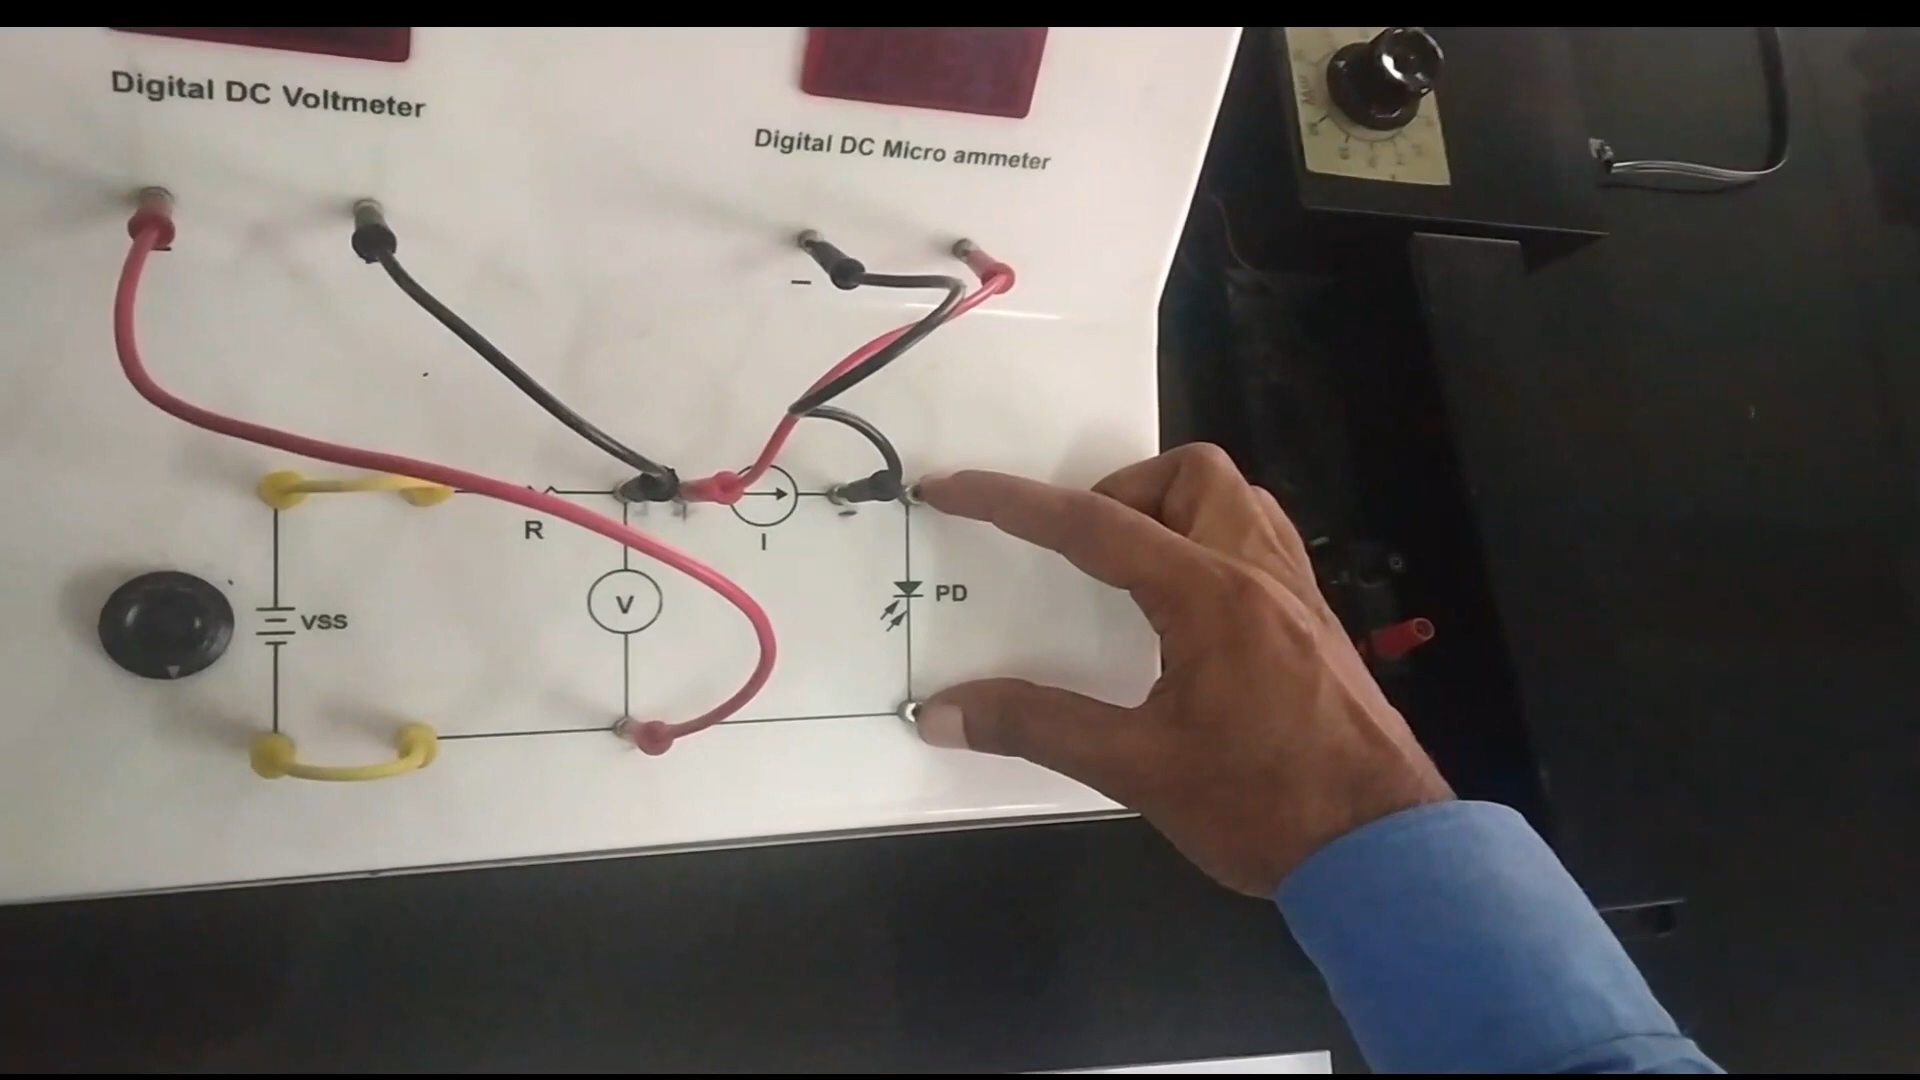 Digital DC Voltmeter
Digital DC Micro ammeter
−
−
R
I
V
VSS
PD